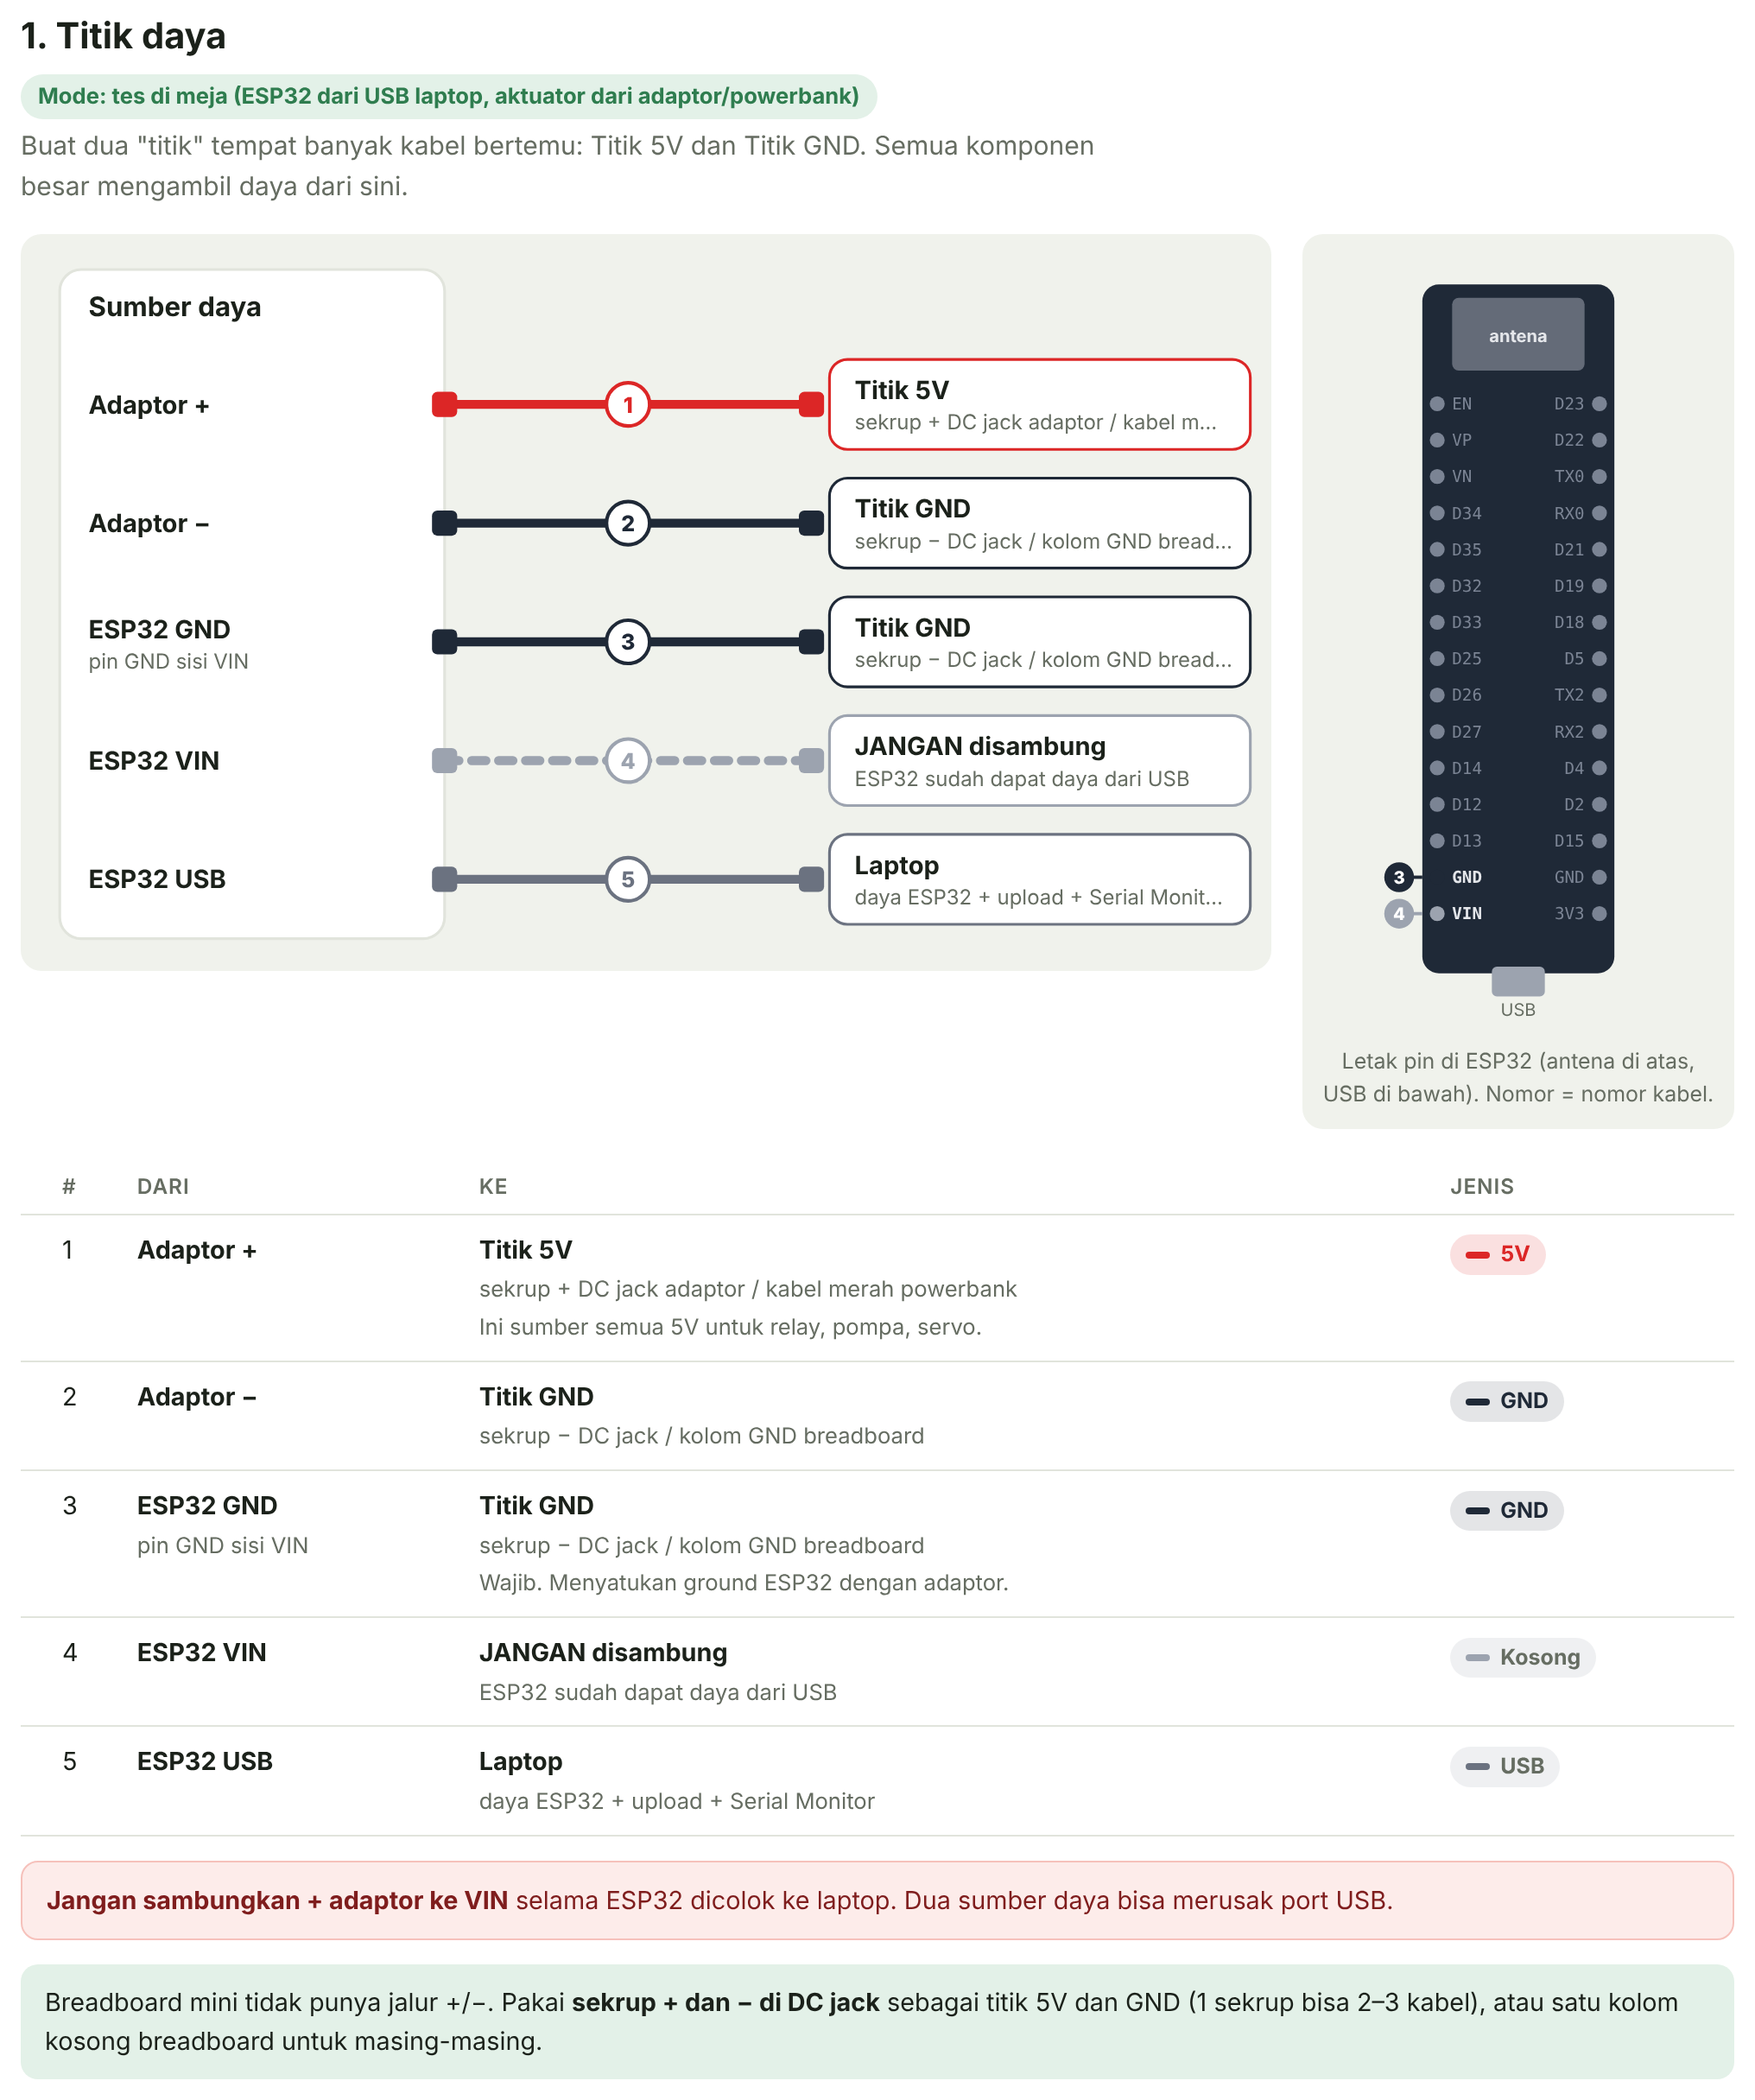 1. Titik daya
Mode: tes di meja (ESP32 dari USB laptop, aktuator dari adaptor/powerbank)
Buat dua "titik" tempat banyak kabel bertemu: Titik 5V dan Titik GND. Semua komponen
besar mengambil daya dari sini.
Sumber daya
Adaptor +
1
Titik 5V
sekrup + DC jack adaptor / kabel m...
Adaptor −
2
Titik GND
sekrup − DC jack / kolom GND bread...
ESP32 GND
pin GND sisi VIN
3
Titik GND
sekrup − DC jack / kolom GND bread...
ESP32 VIN
4
JANGAN disambung
ESP32 sudah dapat daya dari USB
ESP32 USB
5
Laptop
daya ESP32 + upload + Serial Monit...
antena
EN D23
VP D22
VN TX0
D34 RX0
D35 D21
D32 D19
D33 D18
D25 D5
D26 TX2
D27 RX2
D14 D4
D12 D2
D13 D15
3 GND GND
4 VIN 3V3
USB
Letak pin di ESP32 (antena di atas,
USB di bawah). Nomor = nomor kabel.
# DARI KE JENIS
1 Adaptor + Titik 5V 5V
sekrup + DC jack adaptor / kabel merah powerbank
Ini sumber semua 5V untuk relay, pompa, servo.
2 Adaptor − Titik GND GND
sekrup − DC jack / kolom GND breadboard
3 ESP32 GND Titik GND GND
pin GND sisi VIN sekrup − DC jack / kolom GND breadboard
Wajib. Menyatukan ground ESP32 dengan adaptor.
4 ESP32 VIN JANGAN disambung Kosong
ESP32 sudah dapat daya dari USB
5 ESP32 USB Laptop USB
daya ESP32 + upload + Serial Monitor
Jangan sambungkan + adaptor ke VIN selama ESP32 dicolok ke laptop. Dua sumber daya bisa merusak port USB.
Breadboard mini tidak punya jalur +/−. Pakai sekrup + dan − di DC jack sebagai titik 5V dan GND (1 sekrup bisa 2–3 kabel), atau satu kolom
kosong breadboard untuk masing-masing.